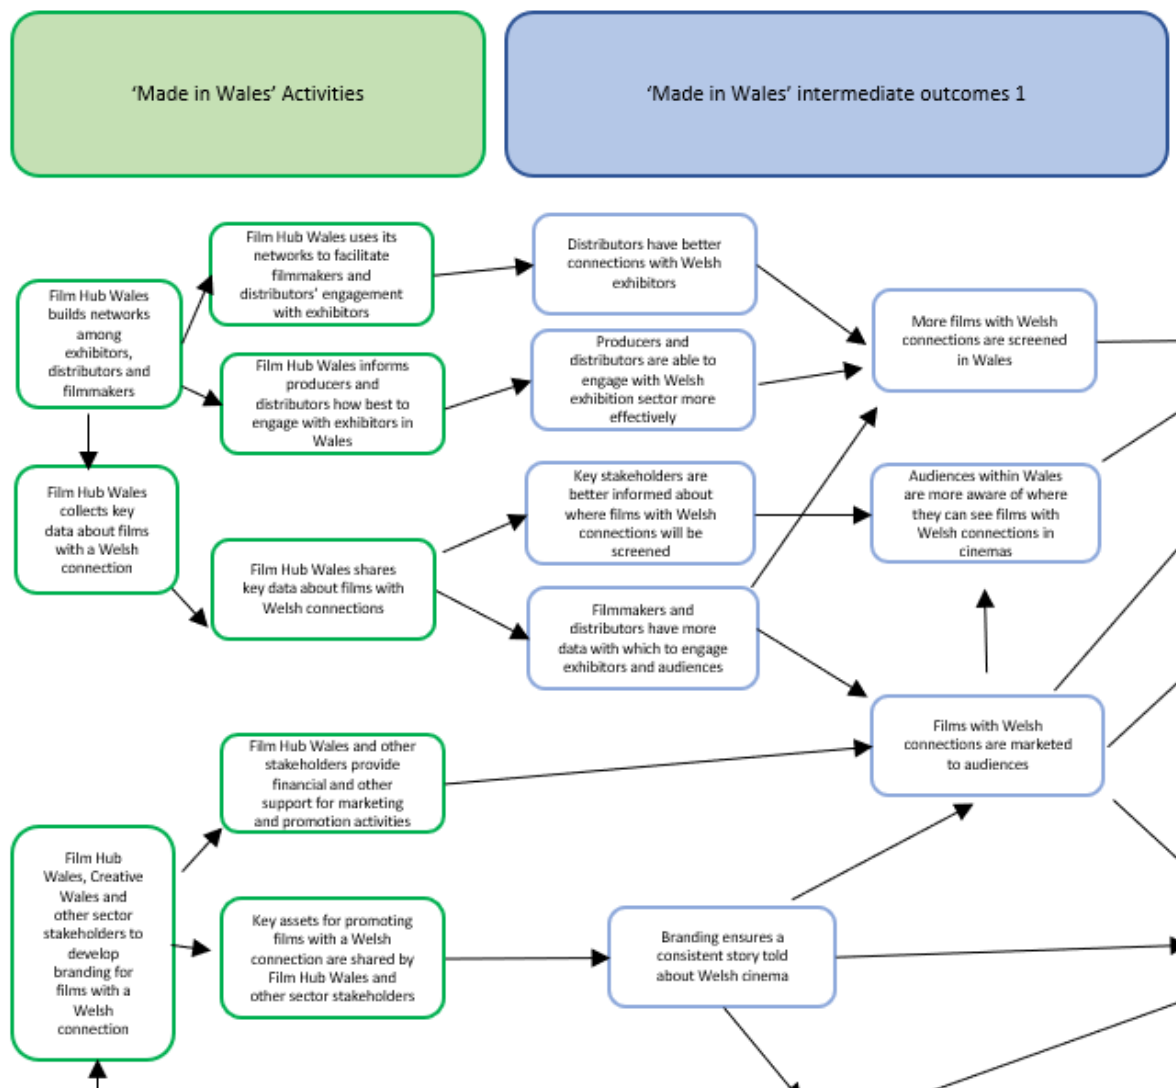 ‘Made in Wales’ Activities
‘Made in Wales’ intermediate outcomes 1
Film Hub Wales
builds networks
among
exhibitors,
distributors and
filmmakers
Film Hub Wales uses its
networks to facilitate
filmmakers and
distributors’ engagement
with exhibitors
Distributors have better
connections with Welsh
exhibitors
More films with Welsh
connections are screened
in Wales
Film Hub Wales informs
producers and
distributors how best to
engage with exhibitors in
Wales
Producers and
distributors are able to
engage with Welsh
exhibition sector more
effectively
Film Hub Wales
collects key
data about films
with a Welsh
connection
Film Hub Wales shares
key data about films with
Welsh connections
Key stakeholders are
better informed about
where films with Welsh
connections will be
screened
Audiences within Wales
are more aware of where
they can see films with
Welsh connections in
cinemas
Filmmakers and
distributors have more
data with which to engage
exhibitors and audiences
Films with Welsh
connections are marketed
to audiences
Film Hub Wales and other
stakeholders provide
financial and other
support for marketing
and promotion activities
Film Hub
Wales, Creative
Wales and
other sector
stakeholders to
develop
branding for
films with a
Welsh
connection
Key assets for promoting
films with a Welsh
connection are shared by
Film Hub Wales and
other sector stakeholders
Branding ensures a
consistent story told
about Welsh cinema